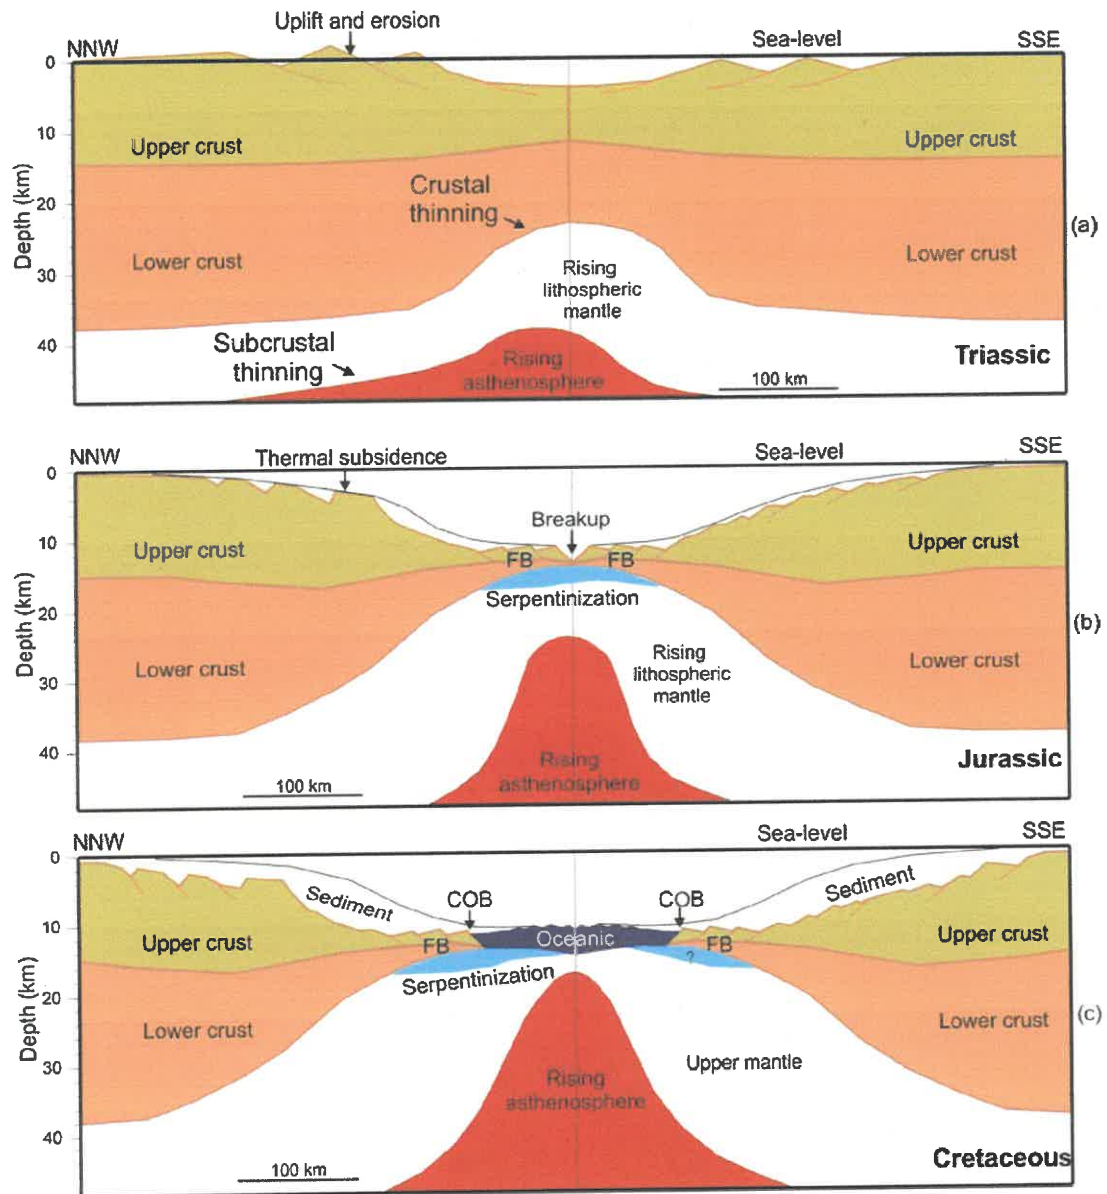 Uplift and erosion
NNW
Sea-level
SSE
0
10
20
30
40
Depth (km)
Upper crust
Upper crust
Crustal
thinning
Lower crust
Lower crust
Rising
lithospheric
mantle
Subcrustal
thinning
Rising
asthenosphere
100 km
Triassic
(a)
NNW
Thermal subsidence
Sea-level
SSE
0
10
20
30
40
Depth (km)
Breakup
Upper crust
FB
FB
Upper crust
Serpentinization
Lower crust
Lower crust
Rising
lithospheric
mantle
Rising
asthenosphere
100 km
Jurassic
(b)
NNW
Sea-level
SSE
0
10
20
30
40
Depth (km)
Sediment
COB
COB
Sediment
Upper crust
FB
Oceanic
FB
Upper crust
?
Serpentinization
Lower crust
Lower crust
Upper mantle
Rising
asthenosphere
100 km
Cretaceous
(c)